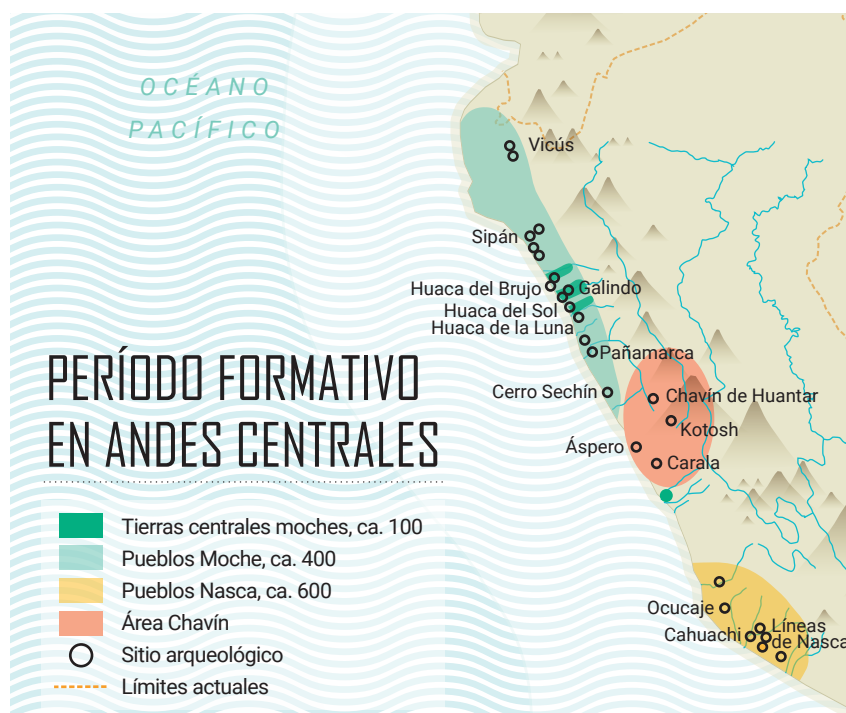 OCÉANO
PACÍFICO
Vicús
Sipán
Huaca del Brujo
Galindo
Huaca del Sol
Huaca de la Luna
Pañamarca
Cerro Sechín
Chavín de Huantar
Kotosh
Áspero
Carala
Ocucaje
Cahuachi
Líneas
de Nasca
PERÍODO FORMATIVO
EN ANDES CENTRALES
Tierras centrales moches, ca. 100
Pueblos Moche, ca. 400
Pueblos Nasca, ca. 600
Área Chavín
Sitio arqueológico
Límites actuales